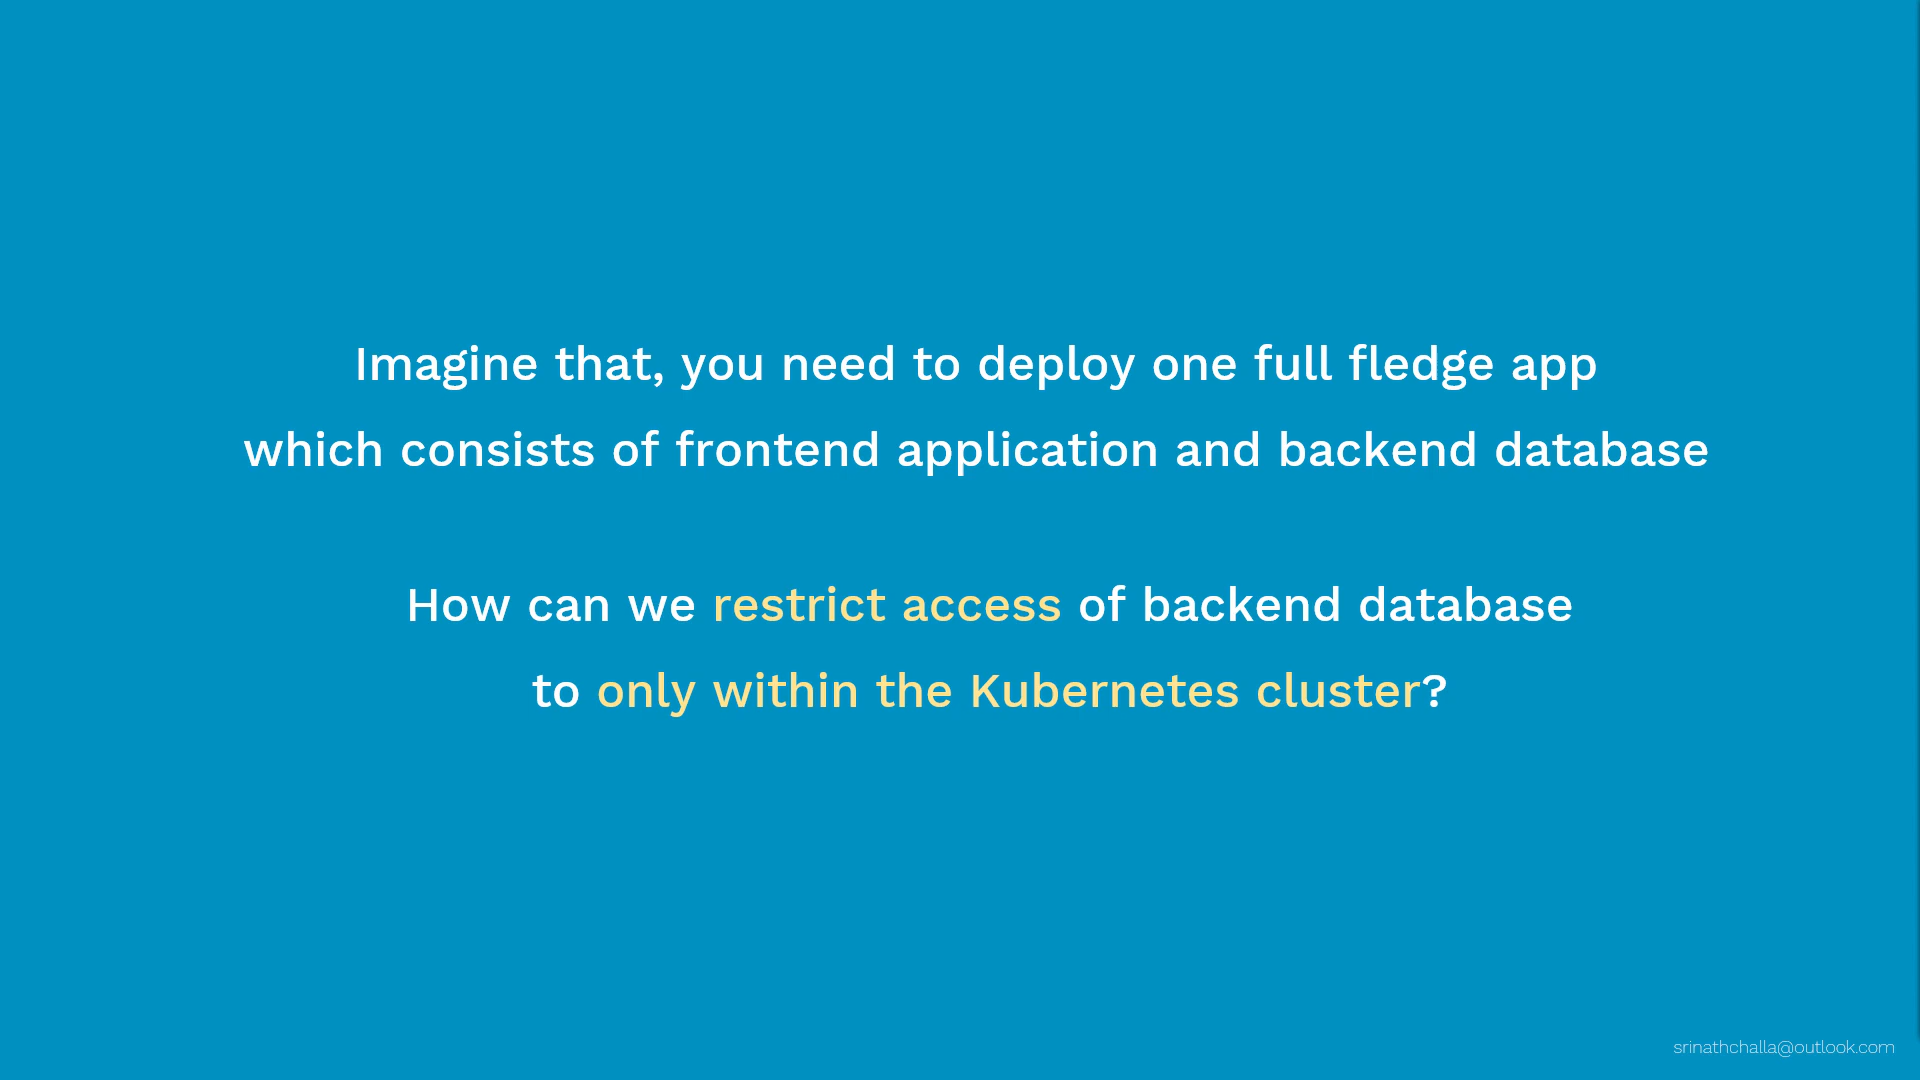 Imagine that, you need to deploy one full fledge app
which consists of frontend application and backend database
How can we restrict access of backend database
to only within the Kubernetes cluster?
srinathchalla@outlook.com